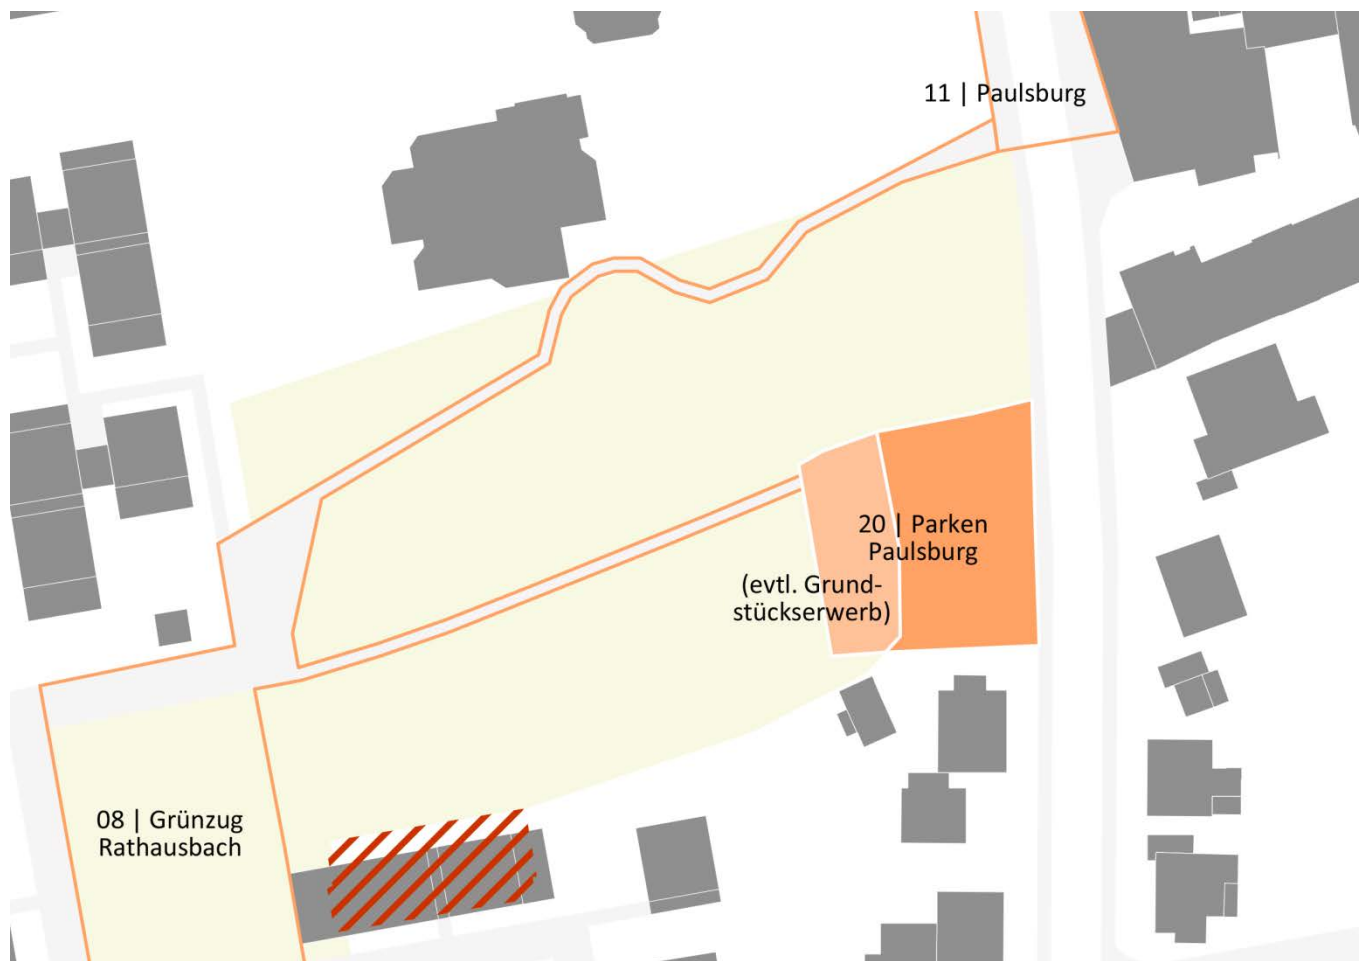 11 | Paulsburg
20 | Parken
Paulsburg
(evtl. Grund-
stückserwerb)
08 | Grünzug
Rathausbach